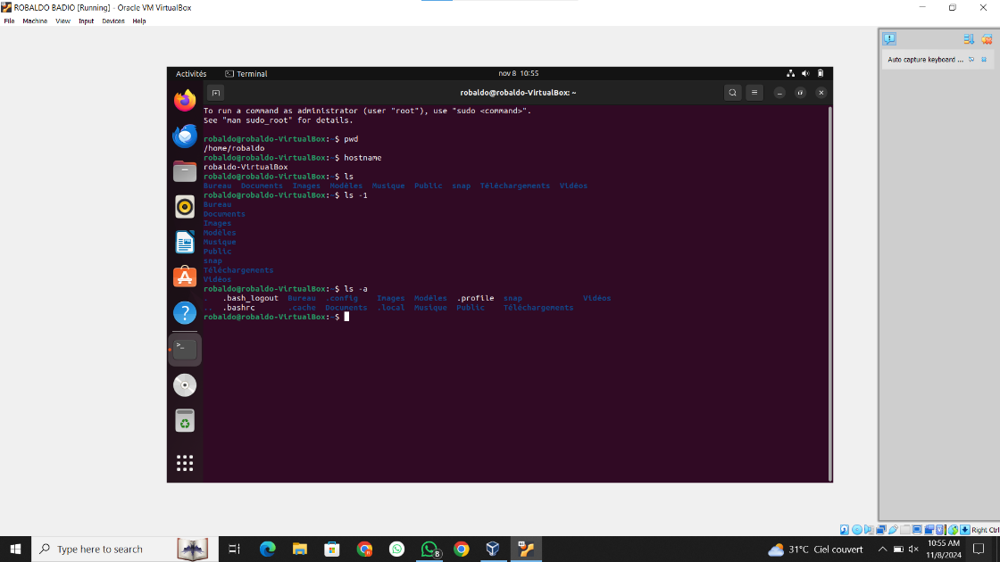 ROBALDO BADIO [Running] - Oracle VM VirtualBox
File Machine View Input Devices Help
Auto capture keyboard ...
Activités Terminal nov 8 10:55
robaldo@robaldo-VirtualBox: ~
To run a command as administrator (user "root"), use "sudo <command>".
See "man sudo_root" for details.
robaldo@robaldo-VirtualBox:~$ pwd
/home/robaldo
robaldo@robaldo-VirtualBox:~$ hostname
robaldo-VirtualBox
robaldo@robaldo-VirtualBox:~$ ls
Bureau Documents Images Modèles Musique Public snap Téléchargements Vidéos
robaldo@robaldo-VirtualBox:~$ ls -1
Bureau
Documents
Images
Modèles
Musique
Public
snap
Téléchargements
Vidéos
robaldo@robaldo-VirtualBox:~$ ls -a
. .bash_logout Bureau .config Images Modèles .profile snap Vidéos
.. .bashrc .cache Documents .local Musique Public Téléchargements
robaldo@robaldo-VirtualBox:~$
Right Ctrl
Type here to search
8
31°C Ciel couvert
10:55 AM
11/8/2024